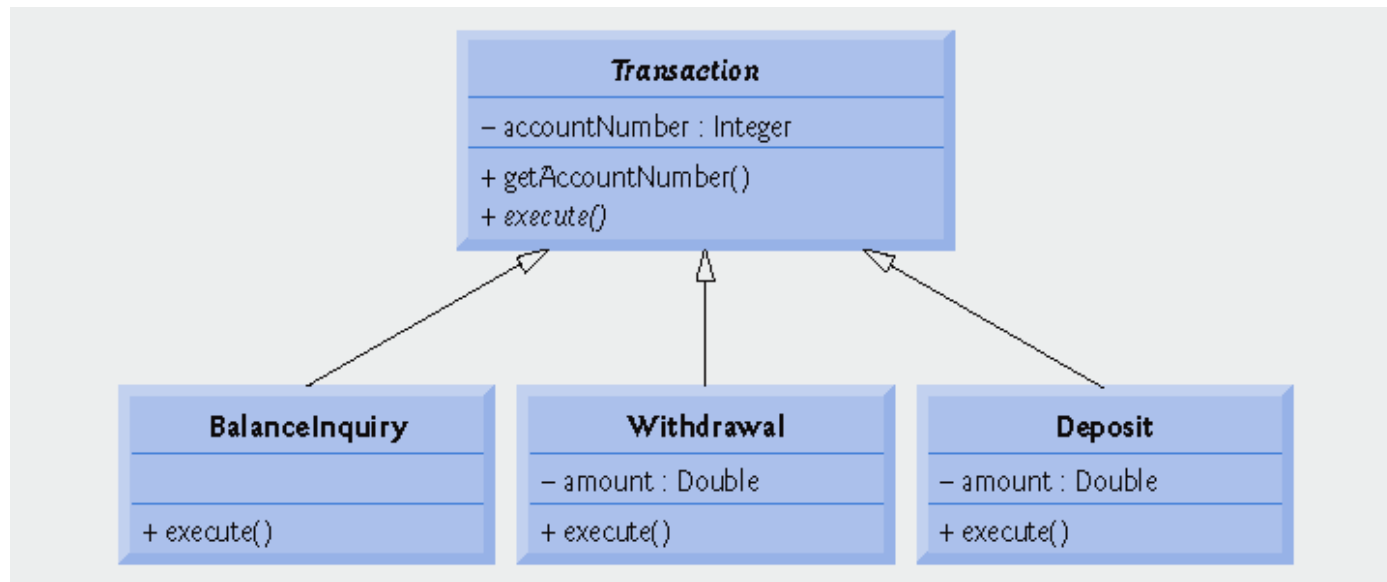 Transaction
– accountNumber : Integer
+ getAccountNumber()
+ execute()
BalanceInquiry
+ execute()
Withdrawal
– amount : Double
+ execute()
Deposit
– amount : Double
+ execute()